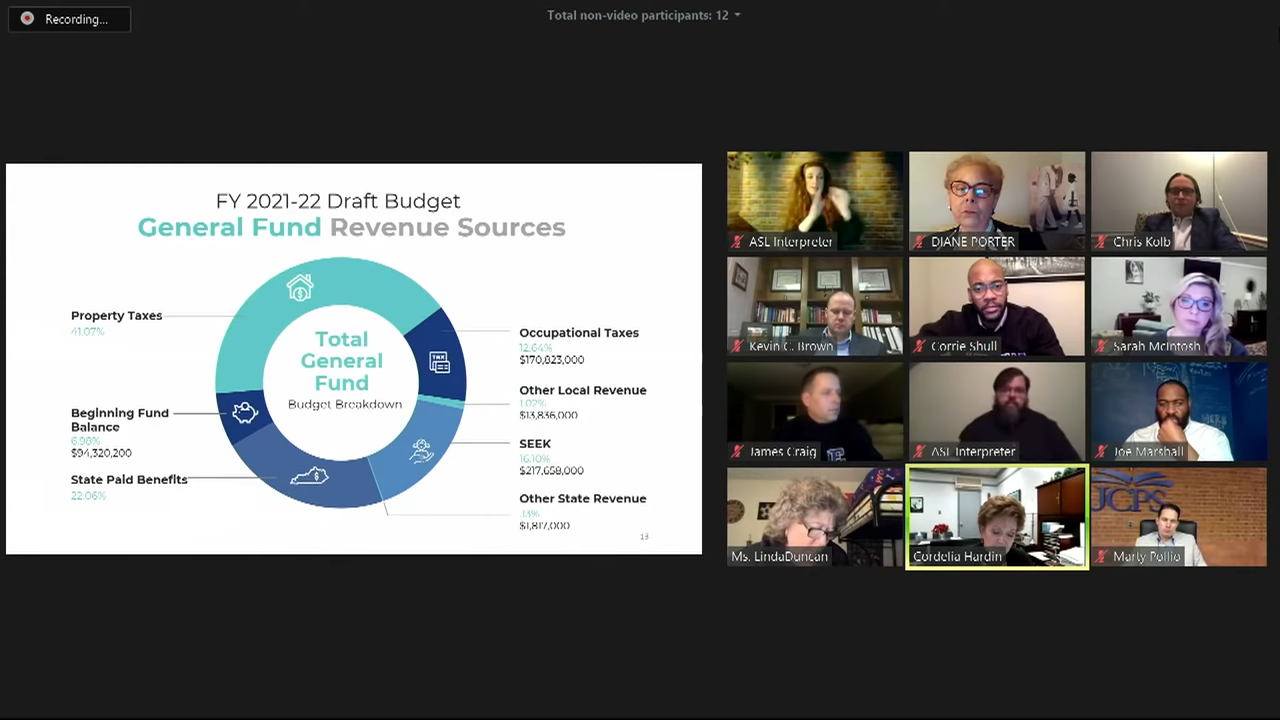 Recording...
Total non-video participants: 12
FY 2021-22 Draft Budget
General Fund Revenue Sources
Property Taxes
41.07%
Beginning Fund
Balance
6.98%
$94,320,200
State Paid Benefits
22.06%
Total
General
Fund
Budget Breakdown
TAX
Occupational Taxes
12.64%
$170,823,000
Other Local Revenue
1.02%
$13,836,000
SEEK
16.10%
$217,658,000
Other State Revenue
.13%
$1,817,000
13
ASL Interpreter
DIANE PORTER
Chris Kolb
Kevin C. Brown
Corrie Shull
Sarah McIntosh
James Craig
ASL Interpreter
Joe Marshall
Ms. LindaDuncan
Cordelia Hardin
JCPS
Marty Pollio